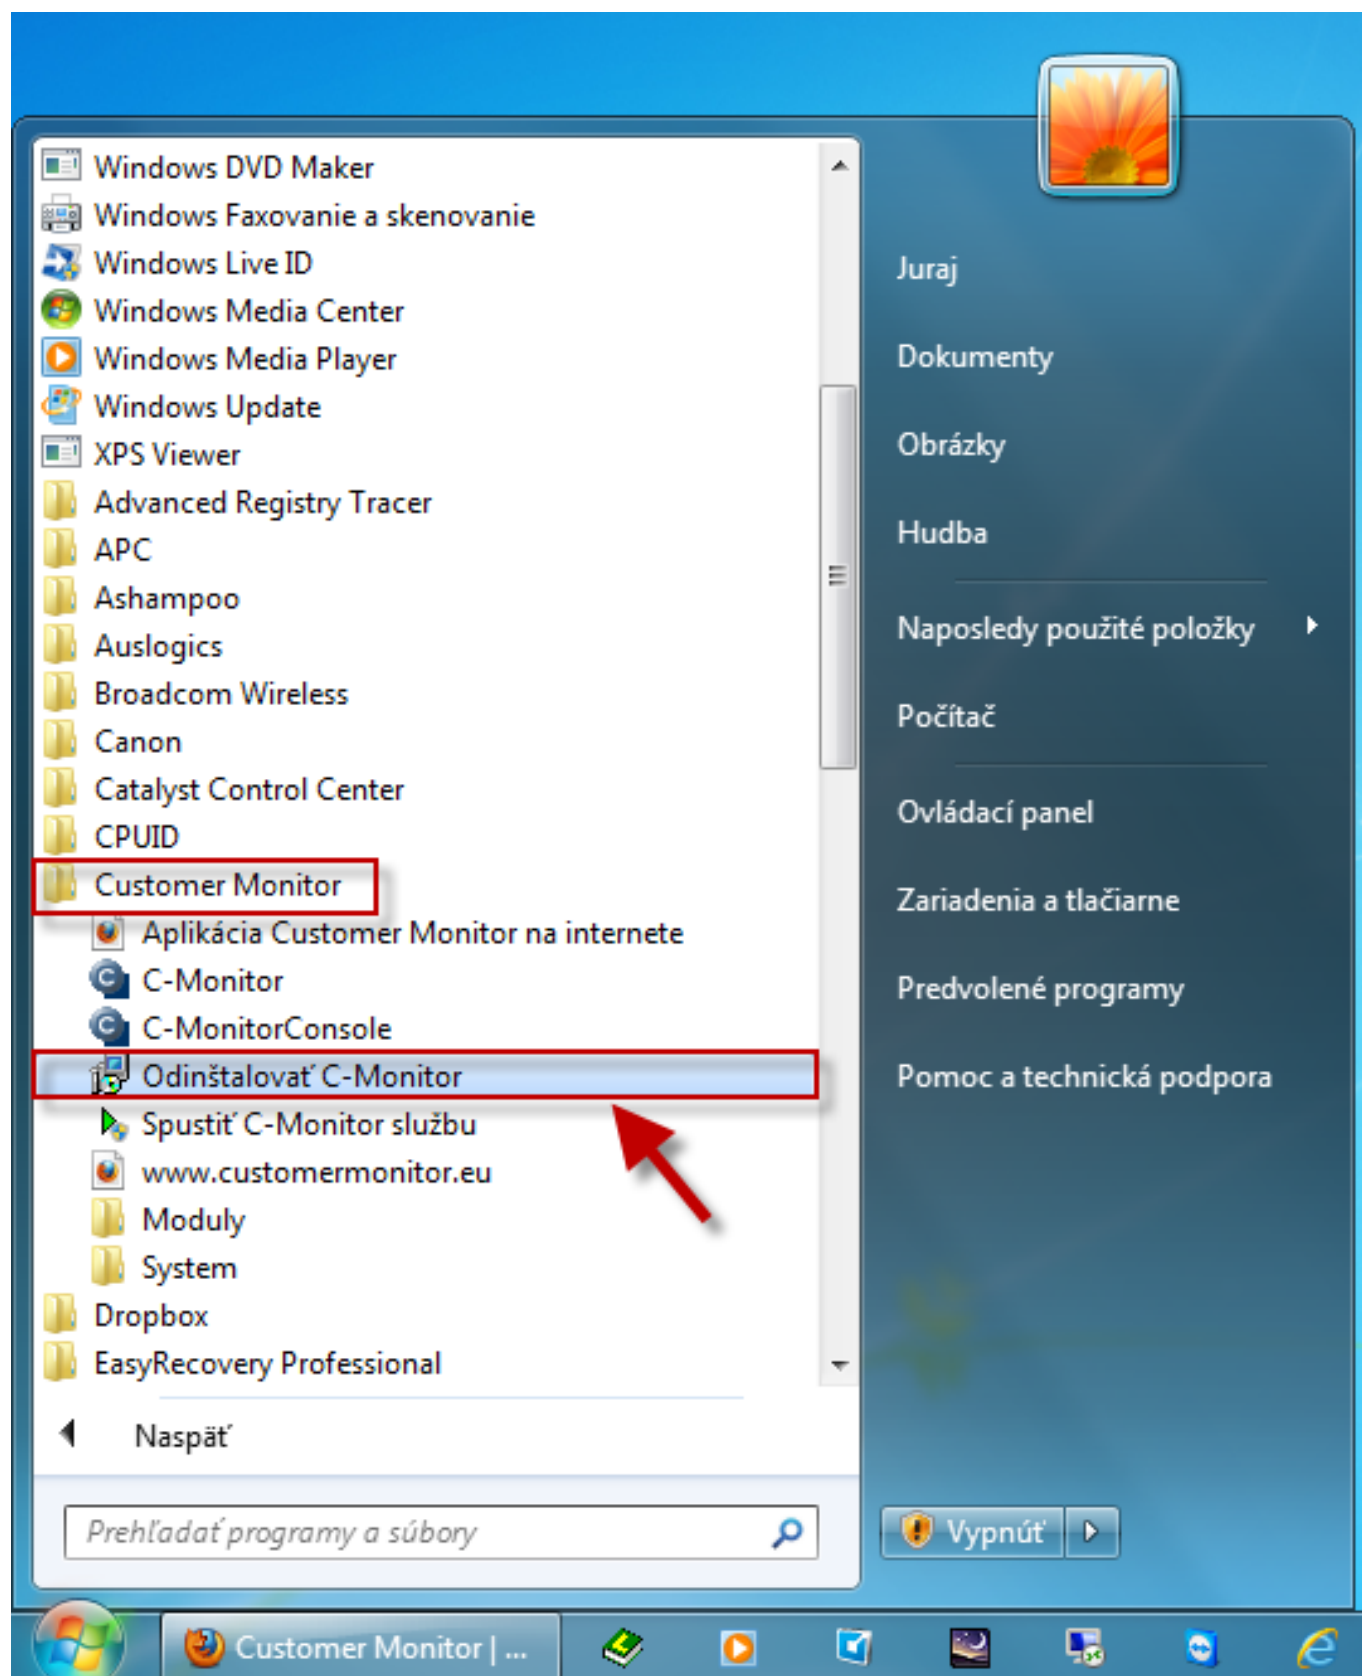 Windows DVD Maker
Windows Faxovanie a skenovanie
Windows Live ID
Windows Media Center
Windows Media Player
Windows Update
XPS Viewer
Advanced Registry Tracer
APC
Ashampoo
Auslogics
Broadcom Wireless
Canon
Catalyst Control Center
CPUID
Customer Monitor
Aplikácia Customer Monitor na internete
C-Monitor
C-MonitorConsole
Odinštalovať C-Monitor
Spustiť C-Monitor službu
www.customermonitor.eu
Moduly
System
Dropbox
EasyRecovery Professional
Naspäť
Prehľadať programy a súbory
Juraj
Dokumenty
Obrázky
Hudba
Naposledy použité položky
Počítač
Ovládací panel
Zariadenia a tlačiarne
Predvolené programy
Pomoc a technická podpora
Vypnúť
Customer Monitor | ...